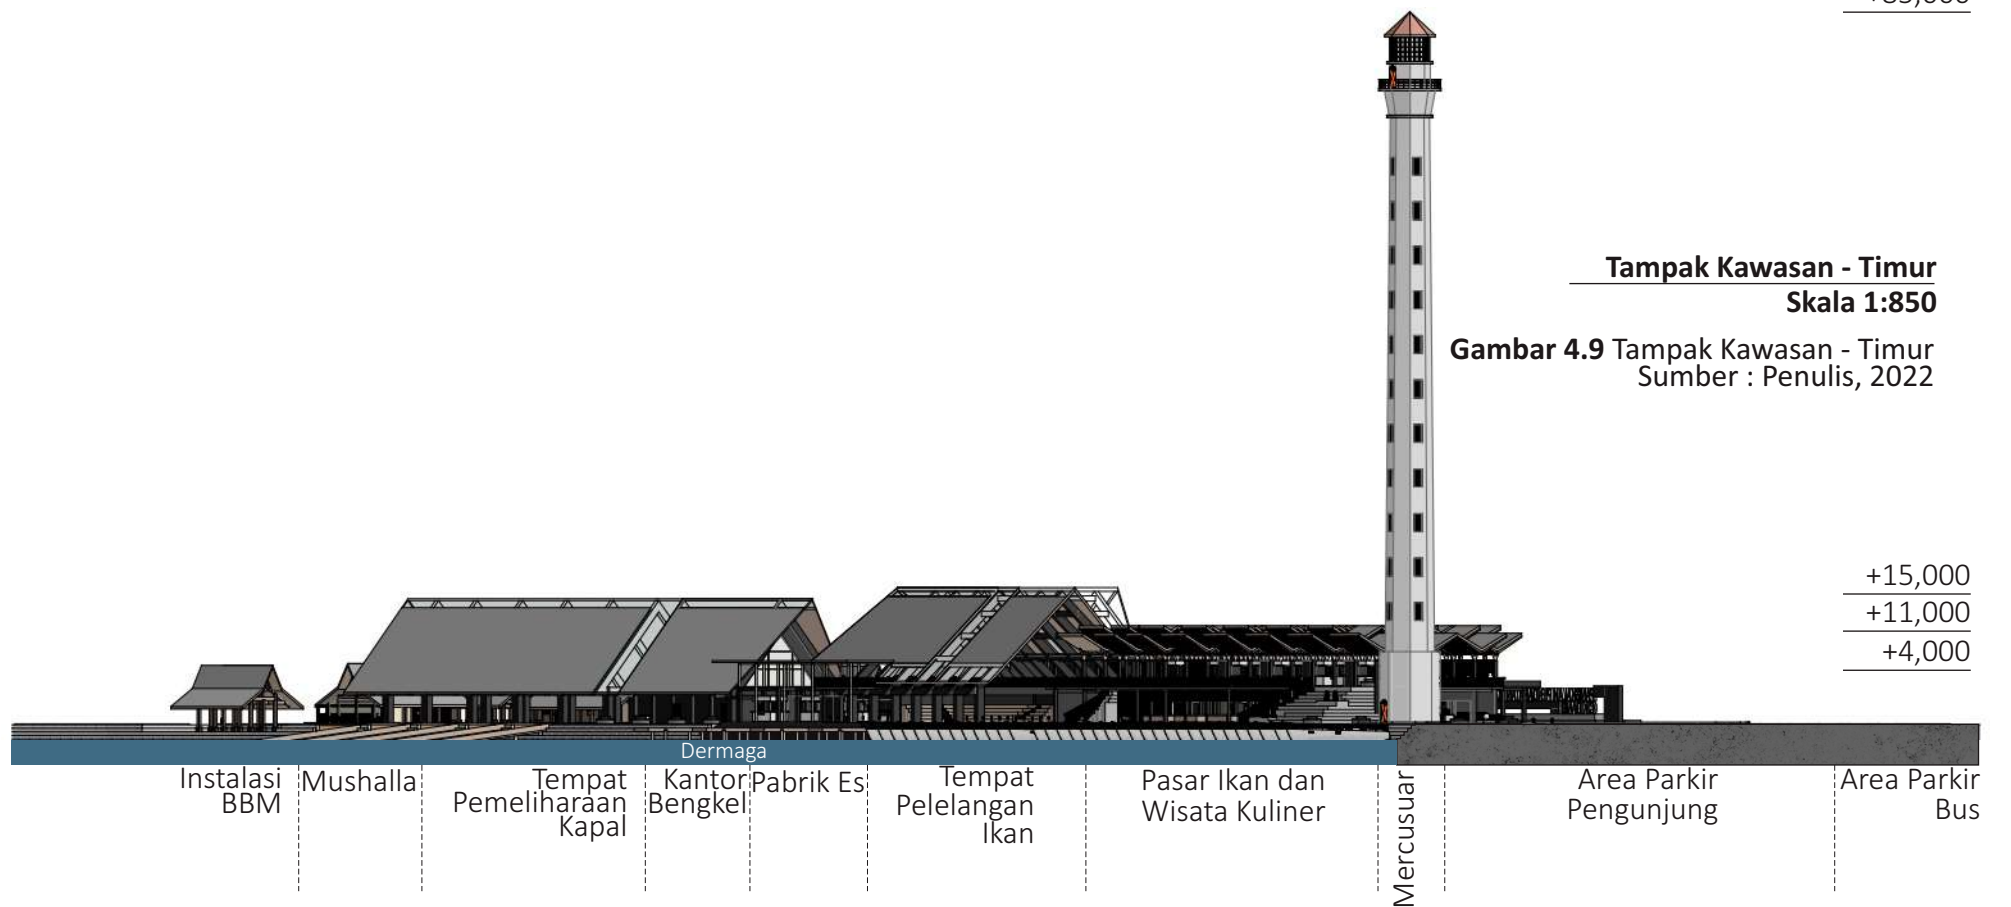 Tampak Kawasan - Timur
Skala 1:850
Gambar 4.9 Tampak Kawasan - Timur
Sumber : Penulis, 2022
+15,000
+11,000
+4,000
Dermaga
Instalasi
BBM
Mushalla
Tempat
Pemeliharaan
Kapal
Kantor
Bengkel
Pabrik Es
Tempat
Pelelangan
Ikan
Pasar Ikan dan
Wisata Kuliner
Mercusuar
Area Parkir
Pengunjung
Area Parkir
Bus